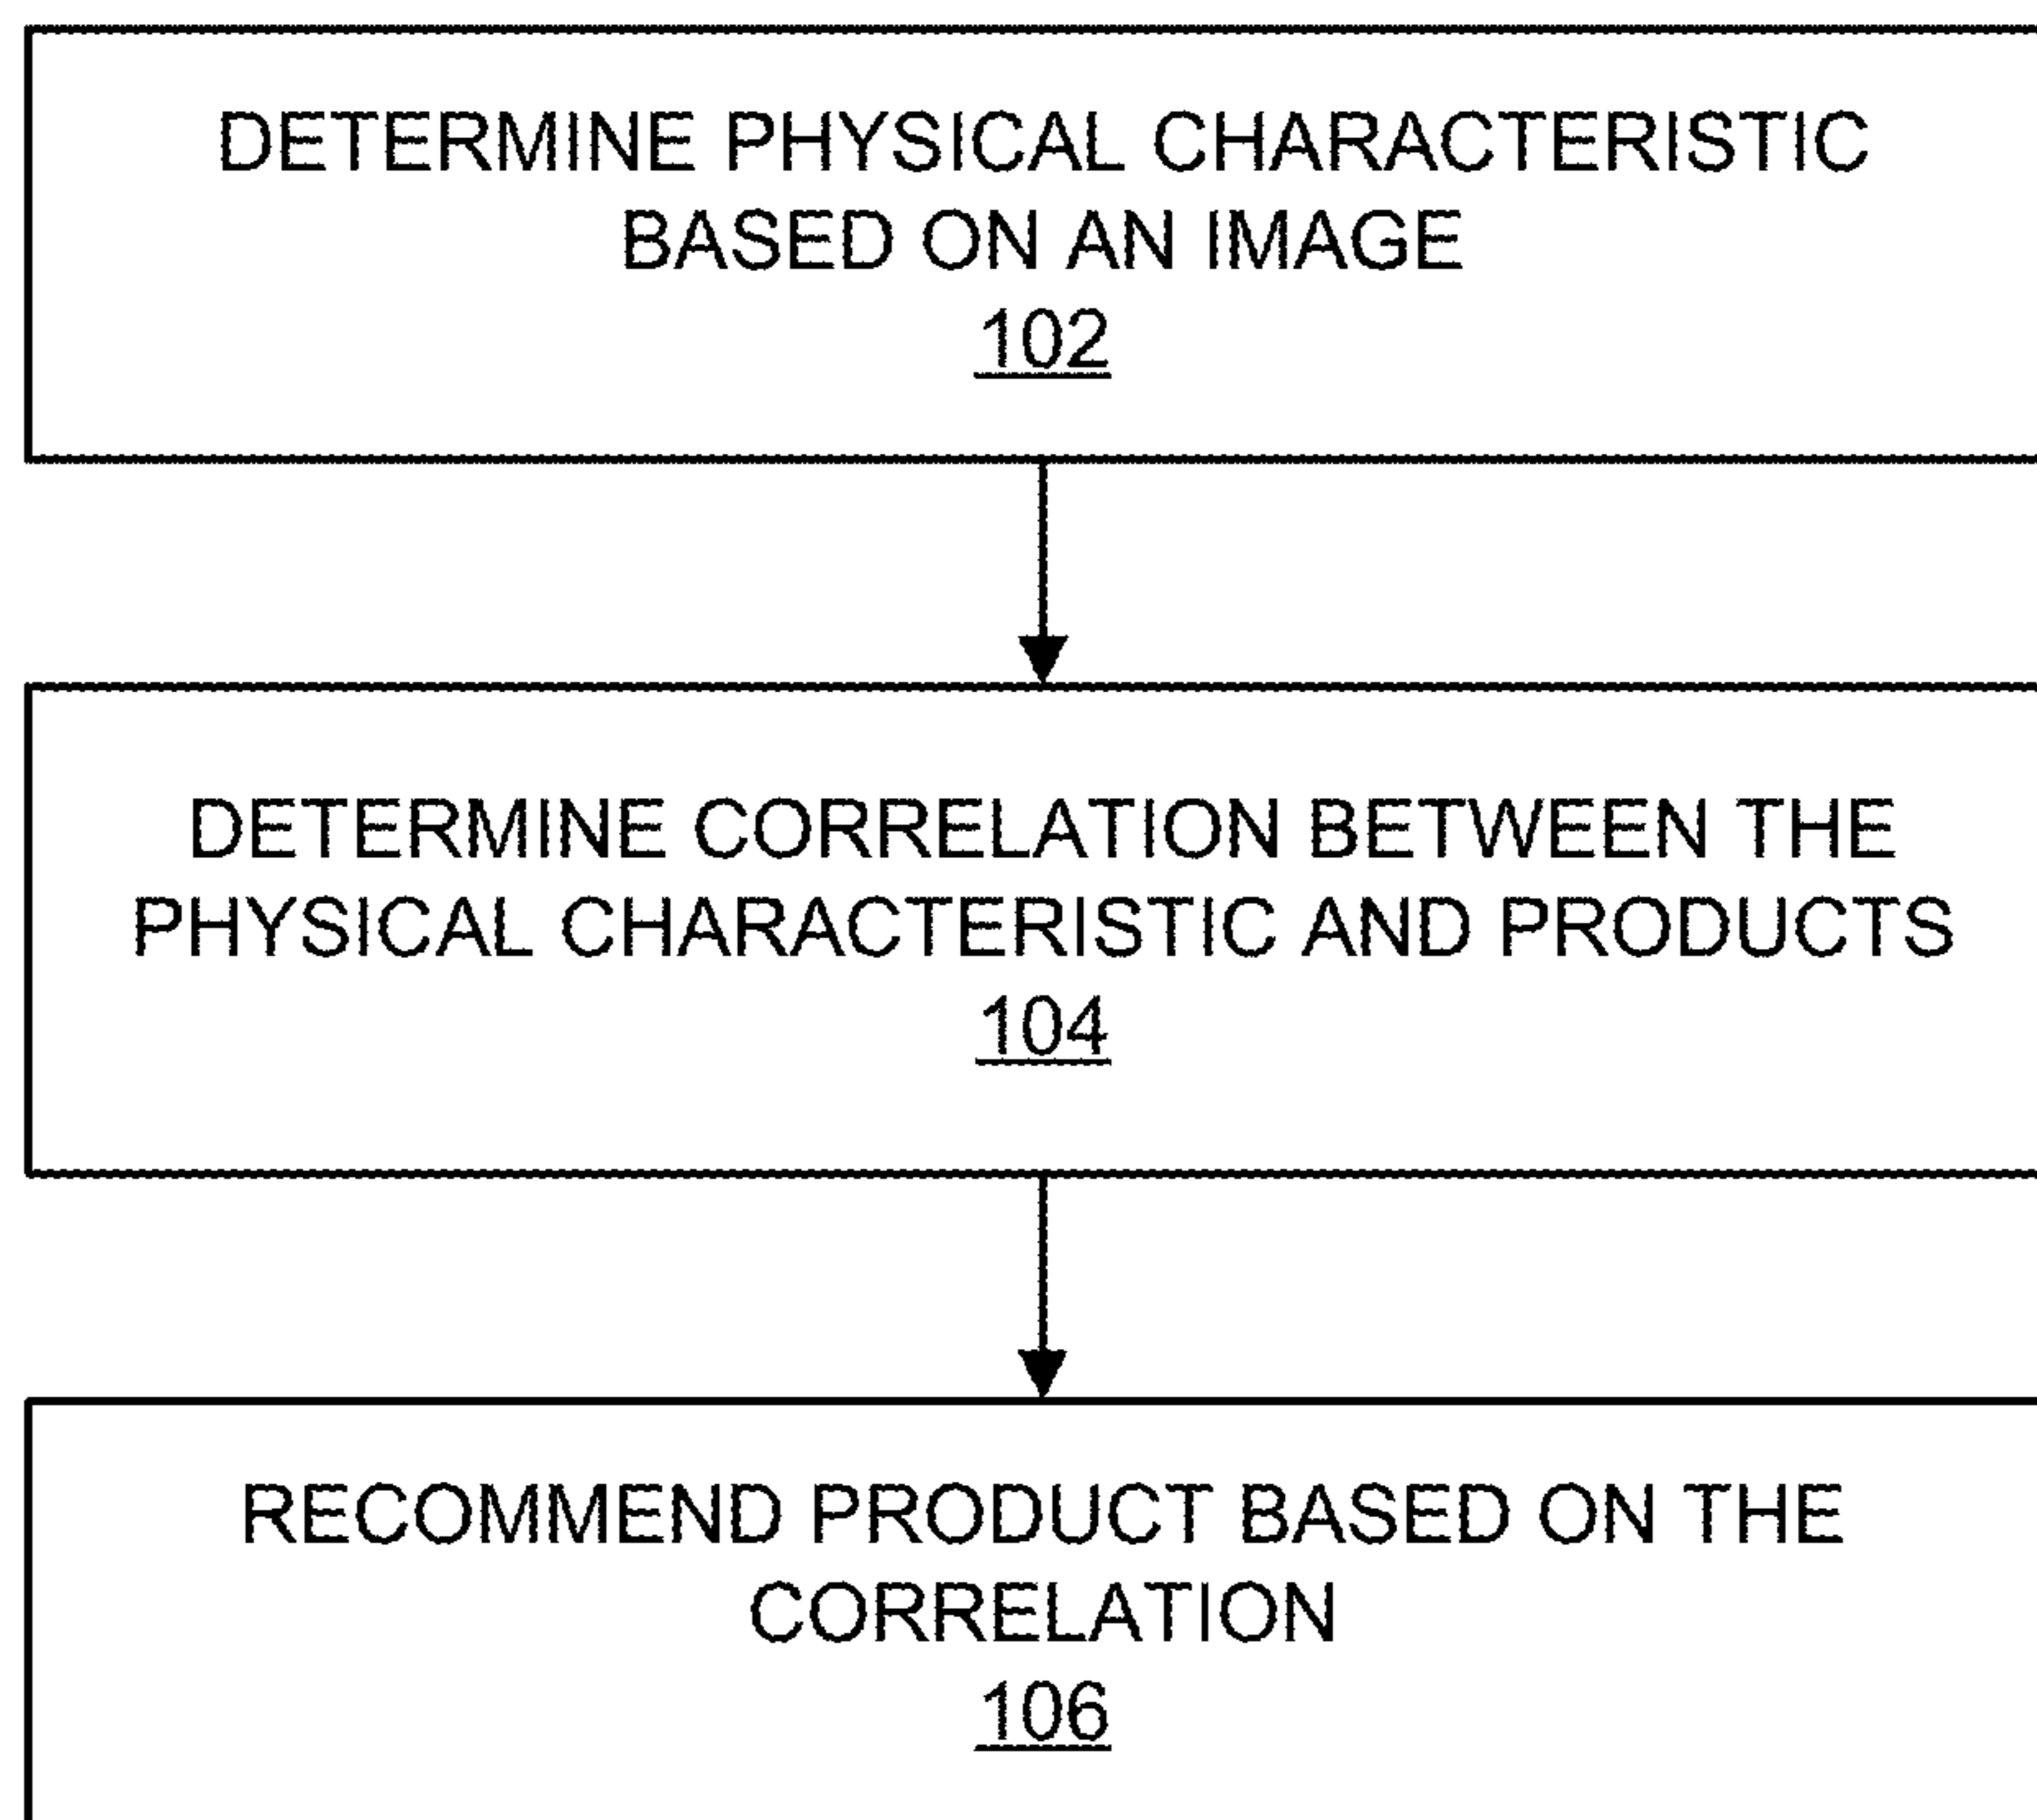 DETERMINE PHYSICAL CHARACTERISTIC
BASED ON AN IMAGE
102
DETERMINE CORRELATION BETWEEN THE
PHYSICAL CHARACTERISTIC AND PRODUCTS
104
RECOMMEND PRODUCT BASED ON THE
CORRELATION
106